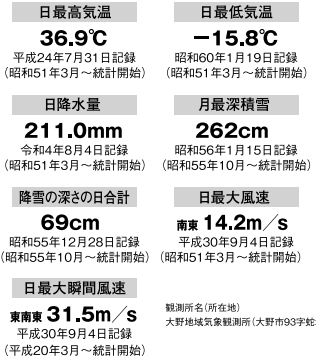 日最高気温
36.9℃
平成24年7月31日記録
（昭和51年3月〜統計開始）
日最低気温
−15.8℃
昭和60年1月19日記録
（昭和51年3月〜統計開始）
日降水量
211.0mm
令和4年8月4日記録
（昭和51年3月〜統計開始）
月最深積雪
262cm
昭和56年1月15日記録
（昭和55年10月〜統計開始）
降雪の深さの日合計
69cm
昭和55年12月28日記録
（昭和55年10月〜統計開始）
日最大風速
南東 14.2m／s
平成30年9月4日記録
（昭和51年3月〜統計開始）
日最大瞬間風速
東南東 31.5m／s
平成30年9月4日記録
（平成20年3月〜統計開始）
観測所名（所在地）
大野地域気象観測所（大野市93字蛇